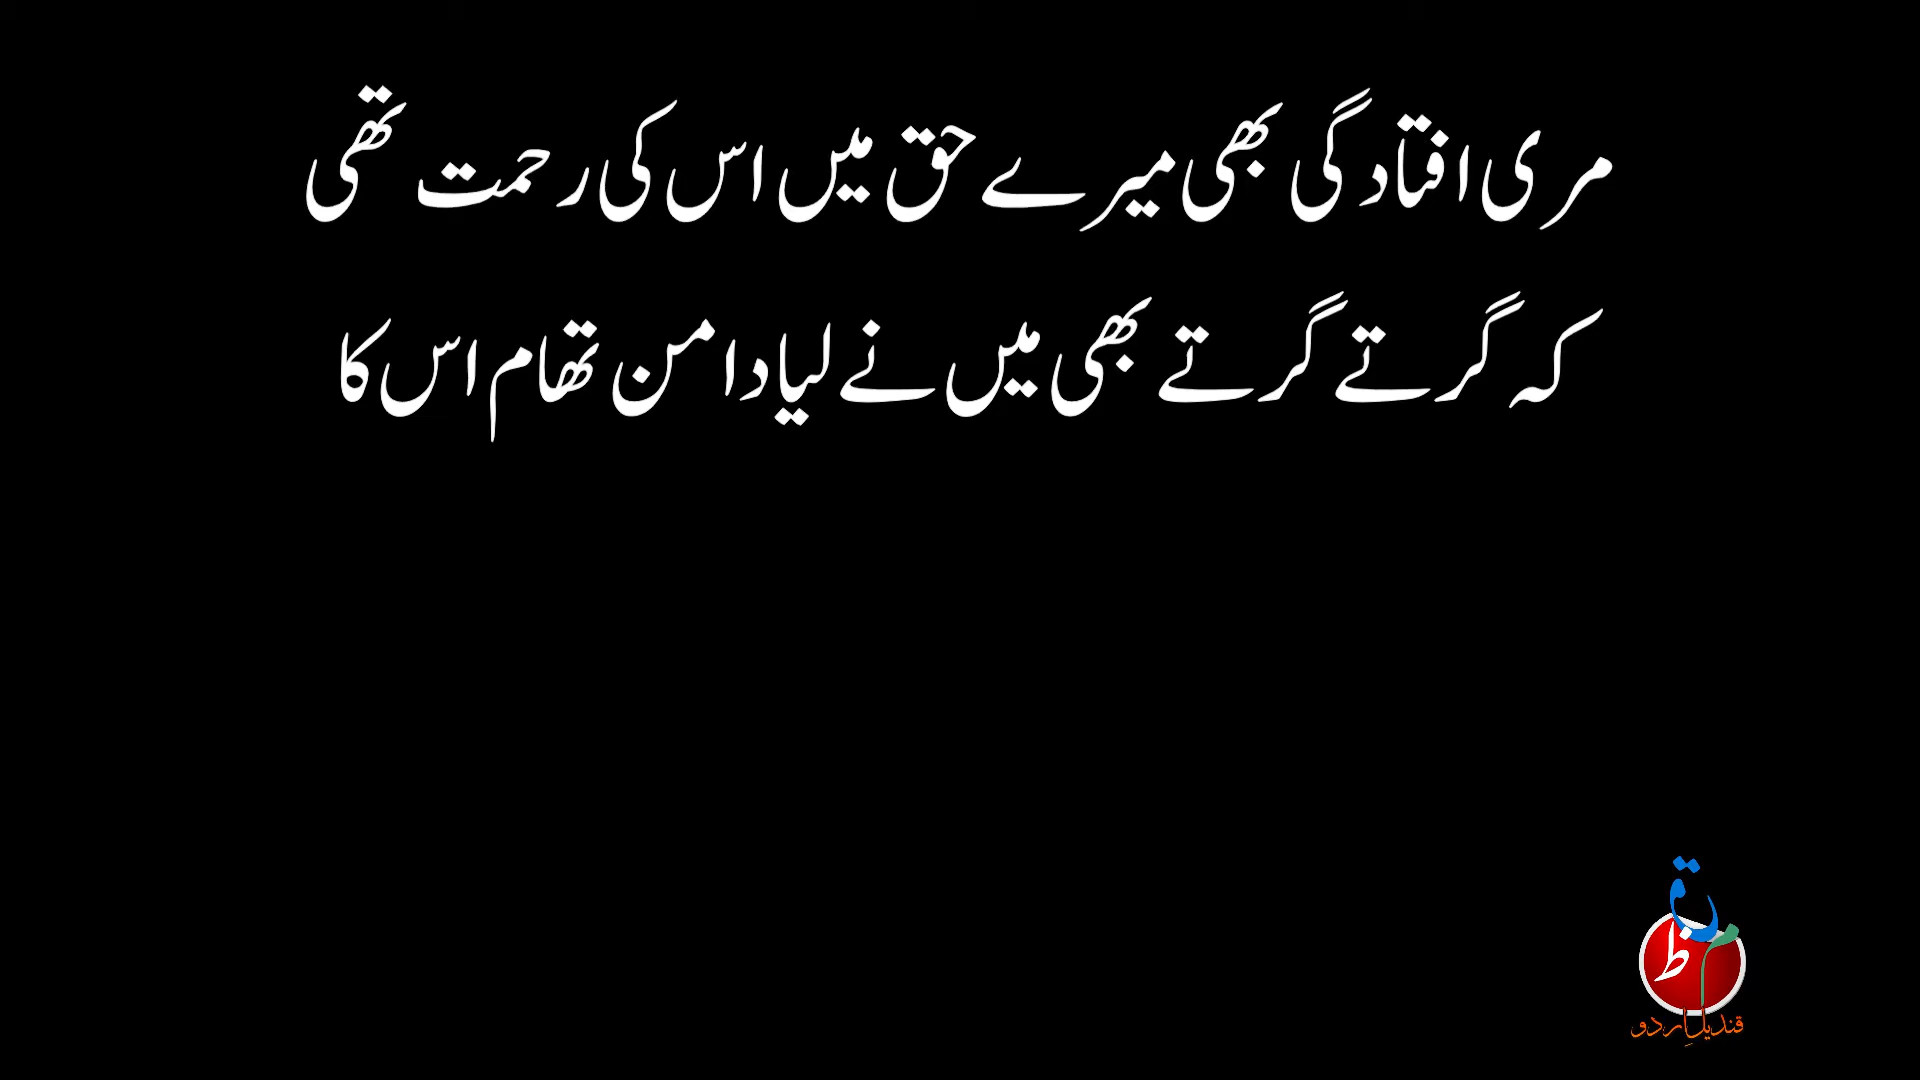 مری افتادگی بھی میرے حق میں اس کی رحمت تھی
کہ گرتے گرتے بھی میں نے لیا دامن تھام اس کا
قندیلِ اردو